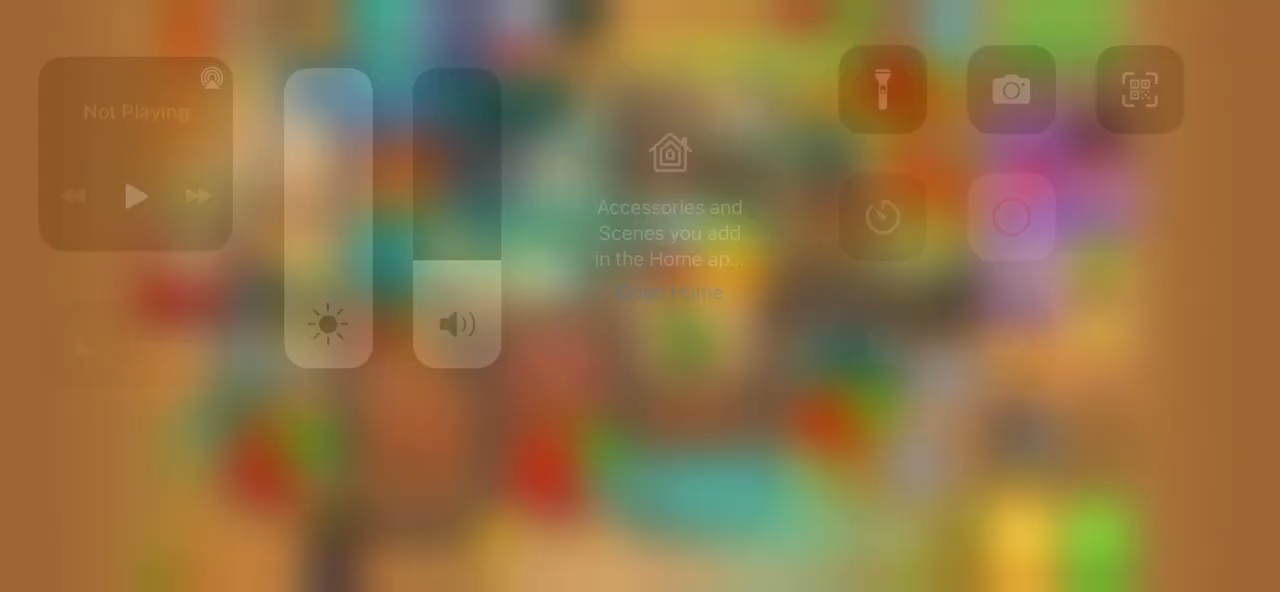 Not Playing
Accessories and
Scenes you add
in the Home ap...
Open Home